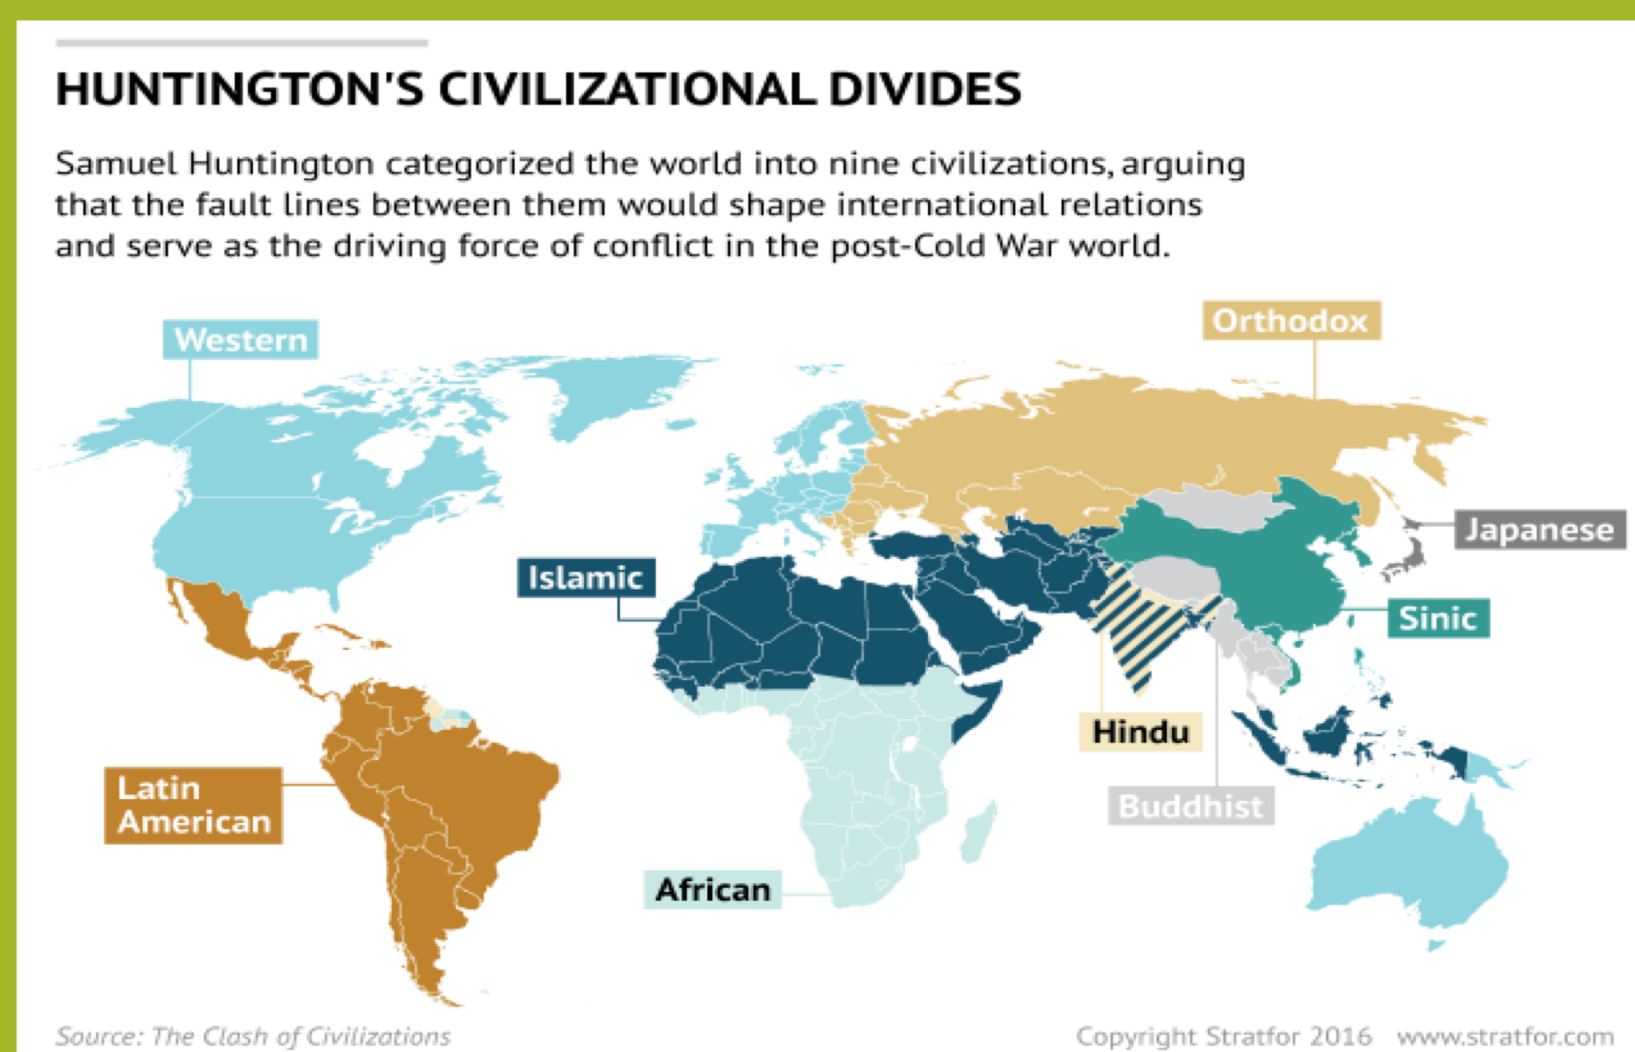 HUNTINGTON'S CIVILIZATIONAL DIVIDES
Samuel Huntington categorized the world into nine civilizations, arguing
that the fault lines between them would shape international relations
and serve as the driving force of conflict in the post-Cold War world.
Orthodox
Western
Japanese
Islamic
Sinic
Hindu
Latin
American
Buddhist
African
Source: The Clash of Civilizations
Copyright Stratfor 2016 www.stratfor.com